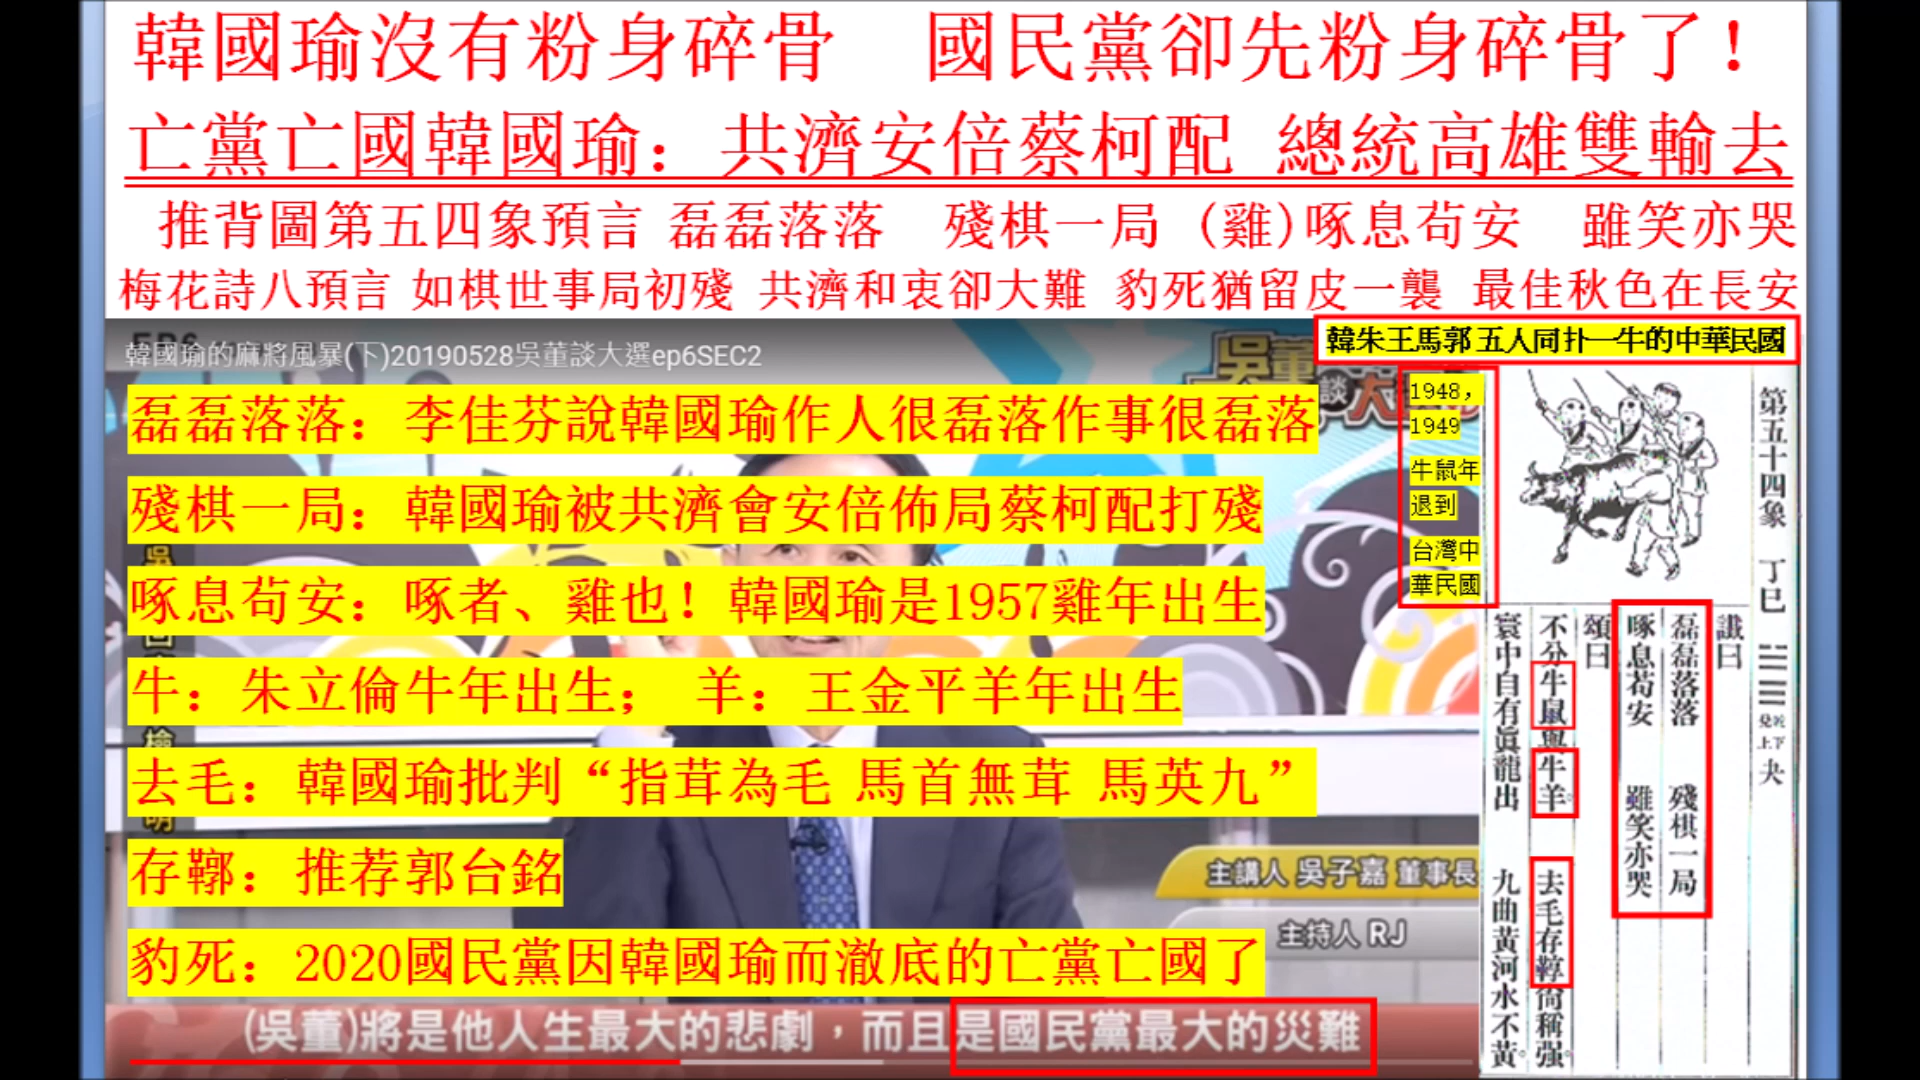 韓國瑜沒有粉身碎骨　國民黨卻先粉身碎骨了！
亡黨亡國韓國瑜：共濟安倍蔡柯配 總統高雄雙輸去
推背圖第五四象預言 磊磊落落　殘棋一局 (雞)啄息苟安　雖笑亦哭
梅花詩八預言 如棋世事局初殘 共濟和衷卻大難 豹死猶留皮一襲 最佳秋色在長安
韓國瑜的麻將風暴(下)20190528吳董談大選ep6SEC2
韓朱王馬郭 五人同扑一牛的中華民國
磊磊落落：李佳芬說韓國瑜作人很磊落作事很磊落
殘棋一局：韓國瑜被共濟會安倍佈局蔡柯配打殘
啄息茍安：啄者、雞也！韓國瑜是1957雞年出生
牛：朱立倫牛年出生； 羊：王金平羊年出生
去毛：韓國瑜批判“指茸為毛 馬首無茸 馬英九”
存鞹：推荐郭台銘
豹死：2020國民黨因韓國瑜而澈底的亡黨亡國了
1948，
1949
牛鼠年
退到
台灣中
華民國
第五十四象 丁巳
兌上乾下 夬
讖曰
磊磊落落 殘棋一局
啄息茍安 雖笑亦哭
頌曰
不分牛鼠與牛羊 去毛存鞟尚稱强
寰中自有真龍出 九曲黃河水不黃
主講人 吳子嘉 董事長
主持人 RJ
(吳董)將是他人生最大的悲劇，而且是國民黨最大的災難